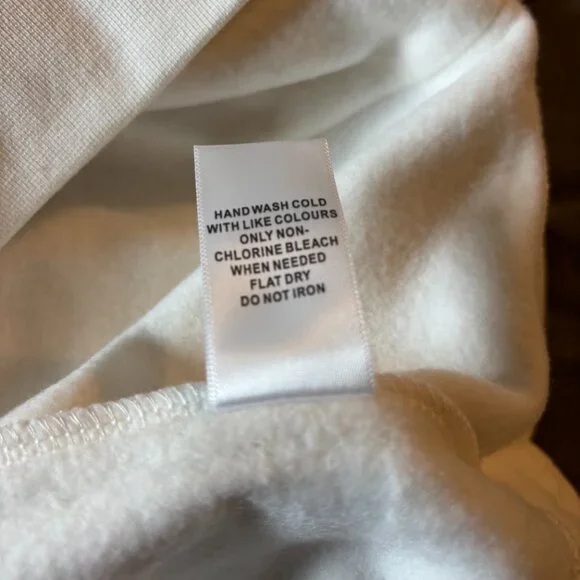 HAND WASH COLD
WITH LIKE COLOURS
ONLY NON-
CHLORINE BLEACH
WHEN NEEDED
FLAT DRY
DO NOT IRON